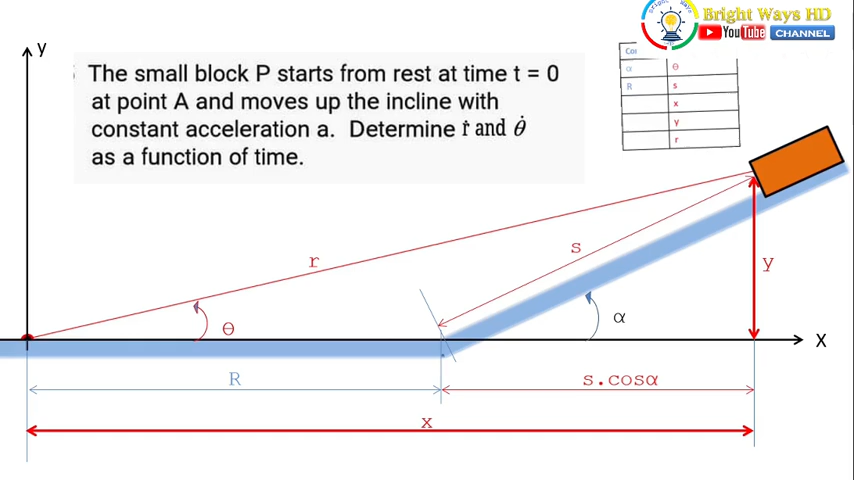 Bright Ways HD
YouTube CHANNEL
y
The small block P starts from rest at time t = 0
at point A and moves up the incline with
constant acceleration a. Determine ṙ and θ̇
as a function of time.
α θ
R s
x
y
r
r
s
y
θ
α
X
R
s.cosα
x